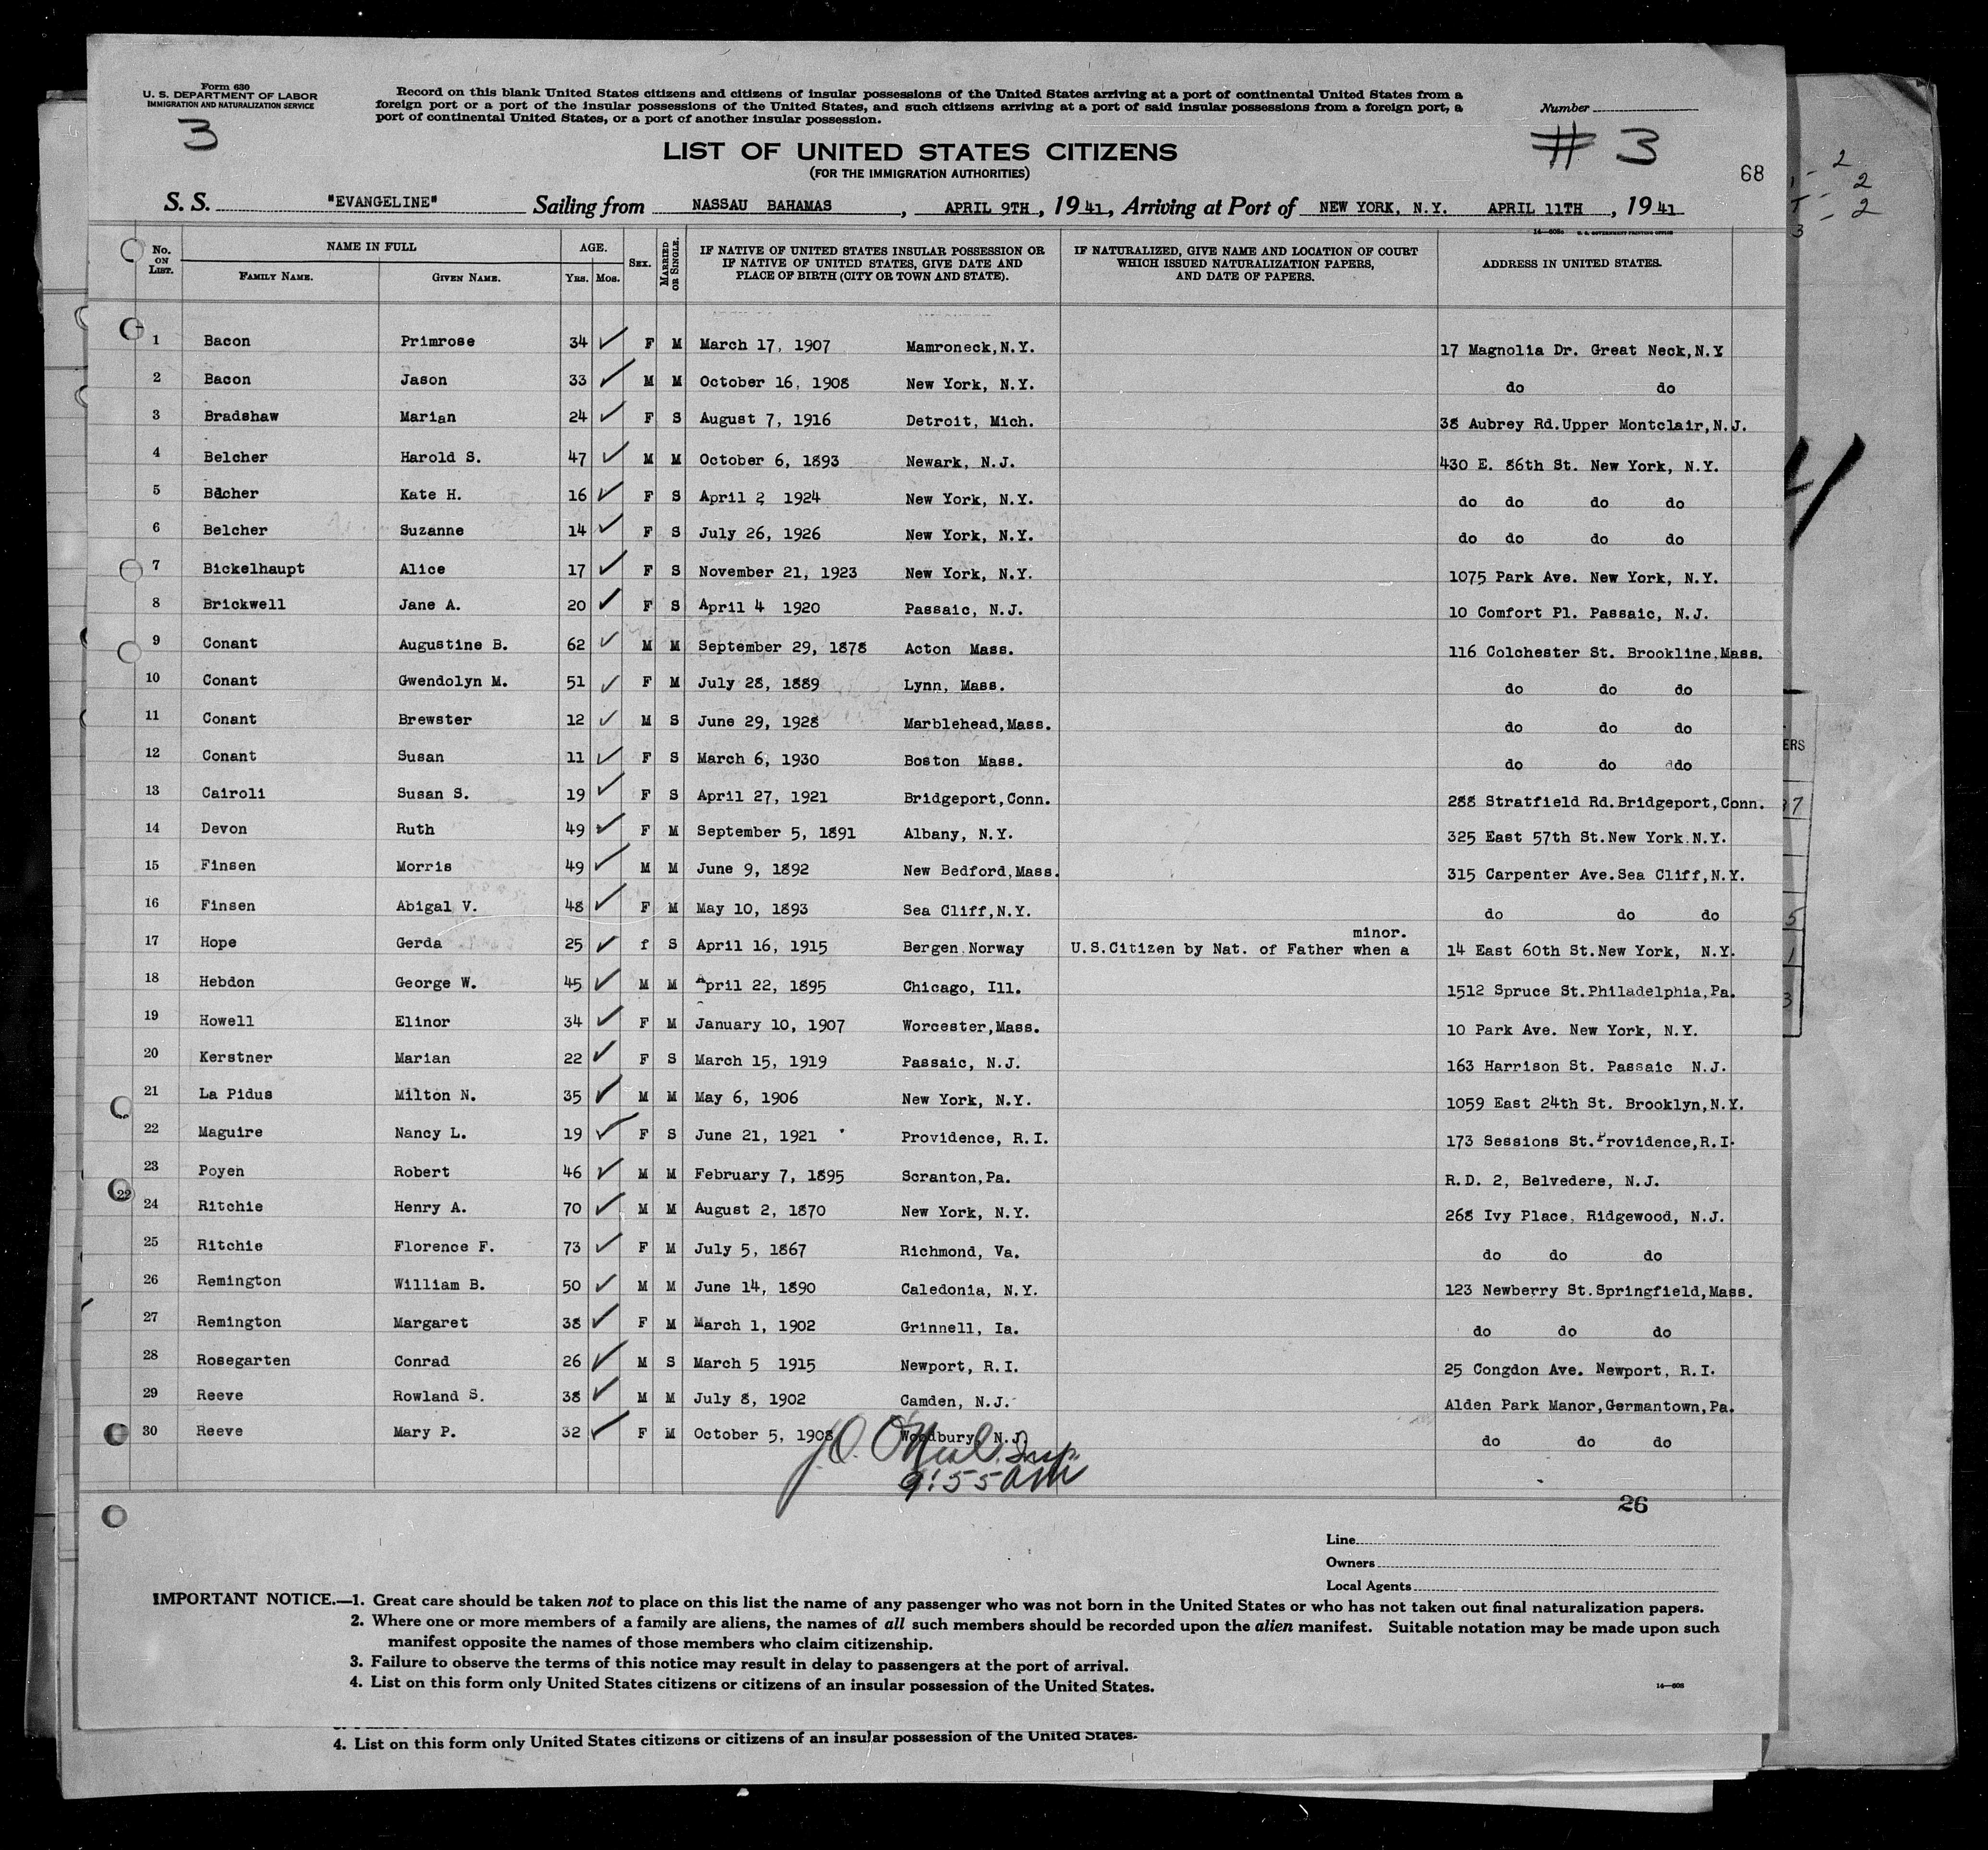 Form 630
U. S. DEPARTMENT OF LABOR
IMMIGRATION AND NATURALIZATION SERVICE
3
Record on this blank United States citizens and citizens of insular possessions of the United States arriving at a port of continental United States from a
foreign port or a port of the insular possessions of the United States, and such citizens arriving at a port of said insular possessions from a foreign port, a
port of continental United States, or a port of another insular possession.
Number
# 3
LIST OF UNITED STATES CITIZENS
(FOR THE IMMIGRATION AUTHORITIES)
68
S. S. "EVANGELINE" Sailing from NASSAU BAHAMAS, APRIL 9TH, 1941, Arriving at Port of NEW YORK, N.Y. APRIL 11TH, 1941
No. ON LIST. NAME IN FULL FAMILY NAME. GIVEN NAME. AGE. YRS. MOS. SEX. MARRIED OR SINGLE. IF NATIVE OF UNITED STATES INSULAR POSSESSION OR IF NATIVE OF UNITED STATES, GIVE DATE AND PLACE OF BIRTH (CITY OR TOWN AND STATE). IF NATURALIZED, GIVE NAME AND LOCATION OF COURT WHICH ISSUED NATURALIZATION PAPERS, AND DATE OF PAPERS. ADDRESS IN UNITED STATES.
1 Bacon Primrose 34 F M March 17, 1907 Mamroneck,N.Y. 17 Magnolia Dr. Great Neck,N.Y
2 Bacon Jason 33 M M October 16, 1908 New York, N.Y. do do
3 Bradshaw Marian 24 F S August 7, 1916 Detroit, Mich. 38 Aubrey Rd.Upper Montclair,N.J.
4 Belcher Harold S. 47 M M October 6, 1893 Newark, N.J. 430 E. 86th St. New York, N.Y.
5 Kate H. 16 F S April 2 1924 New York, N.Y. do do do do
6 Belcher Suzanne 14 F S July 26, 1926 New York, N.Y. do do do do
7 Bickelhaupt Alice 17 F S November 21, 1923 New York, N.Y. 1075 Park Ave. New York, N.Y.
8 Brickwell Jane A. 20 F S April 4 1920 Passaic, N.J. 10 Comfort Pl. Passaic, N.J.
9 Conant Augustine B. 62 M M September 29, 1878 Acton Mass. 116 Colchester St. Brookline,Mass.
10 Conant Gwendolyn M. 51 F M July 28, 1889 Lynn, Mass. do do do
11 Conant Brewster 12 M S June 29, 1928 Marblehead,Mass. do do do
12 Conant Susan 11 F S March 6, 1930 Boston Mass. do do do
13 Cairoli Susan S. 19 F S April 27, 1921 Bridgeport,Conn. 288 Stratfield Rd.Bridgeport,Conn.
14 Devon Ruth 49 F M September 5, 1891 Albany, N.Y. 325 East 57th St.New York.N.Y.
15 Finsen Morris 49 M M June 9, 1892 New Bedford,Mass. 315 Carpenter Ave.Sea Cliff,N.Y.
16 Finsen Abigal V. 48 F M May 10, 1893 Sea Cliff,N.Y. do do do
17 Hope Gerda 25 f S April 16, 1915 Bergen Norway U.S.Citizen by Nat. of Father when a minor. 14 East 60th St.New York, N.Y.
18 Hebdon George W. 45 M M April 22, 1895 Chicago, Ill. 1512 Spruce St.Philadelphia,Pa.
19 Howell Elinor 34 F M January 10, 1907 Worcester,Mass. 10 Park Ave. New York, N.Y.
20 Kerstner Marian 22 F S March 15, 1919 Passaic, N.J. 163 Harrison St. Passaic N.J.
21 La Pidus Milton N. 35 M M May 6, 1906 New York, N.Y. 1059 East 24th St. Brooklyn,N.Y.
22 Maguire Nancy L. 19 F S June 21, 1921 Providence, R.I. 173 Sessions St.Providence,R.I.
23 Poyen Robert 46 M M February 7, 1895 Scranton,Pa. R.D. 2, Belvedere, N.J.
24 Ritchie Henry A. 70 M M August 2, 1870 New York, N.Y. 268 Ivy Place, Ridgewood, N.J.
25 Ritchie Florence F. 73 F M July 5, 1867 Richmond, Va. do do do
26 Remington William B. 50 M M June 14, 1890 Caledonia, N.Y. 123 Newberry St.Springfield,Mass.
27 Remington Margaret 38 F M March 1, 1902 Grinnell, Ia. do do do
28 Rosegarten Conrad 26 M S March 5 1915 Newport, R.I. 25 Congdon Ave. Newport, R.I.
29 Reeve Rowland S. 38 M M July 8, 1902 Camden, N.J. Alden Park Manor,Germantown,Pa.
30 Reeve Mary P. 32 F M October 5, 1908 Woodbury N.J. do do do
9:55 AM
26
Line
Owners
Local Agents
IMPORTANT NOTICE.—1. Great care should be taken not to place on this list the name of any passenger who was not born in the United States or who has not taken out final naturalization papers.
2. Where one or more members of a family are aliens, the names of all such members should be recorded upon the alien manifest. Suitable notation may be made upon such
manifest opposite the names of those members who claim citizenship.
3. Failure to observe the terms of this notice may result in delay to passengers at the port of arrival.
4. List on this form only United States citizens or citizens of an insular possession of the United States.
14—608
4. List on this form only United States citizens or citizens of an insular possession of the United States.